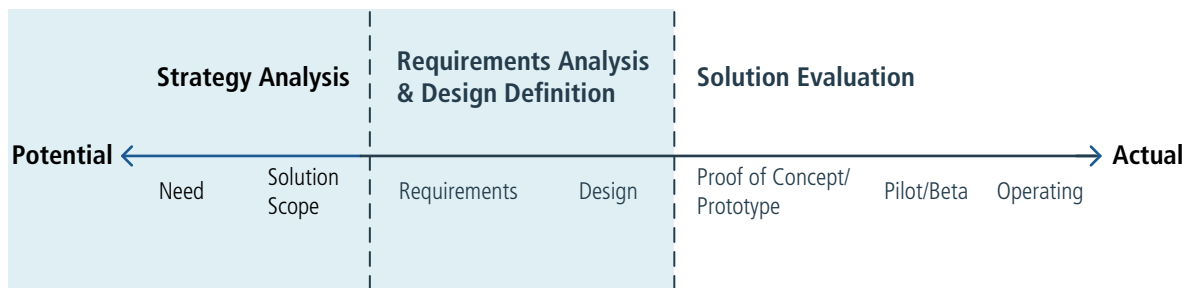 Strategy Analysis
Requirements Analysis
& Design Definition
Solution Evaluation
Potential
Actual
Need
Solution
Scope
Requirements
Design
Proof of Concept/
Prototype
Pilot/Beta
Operating